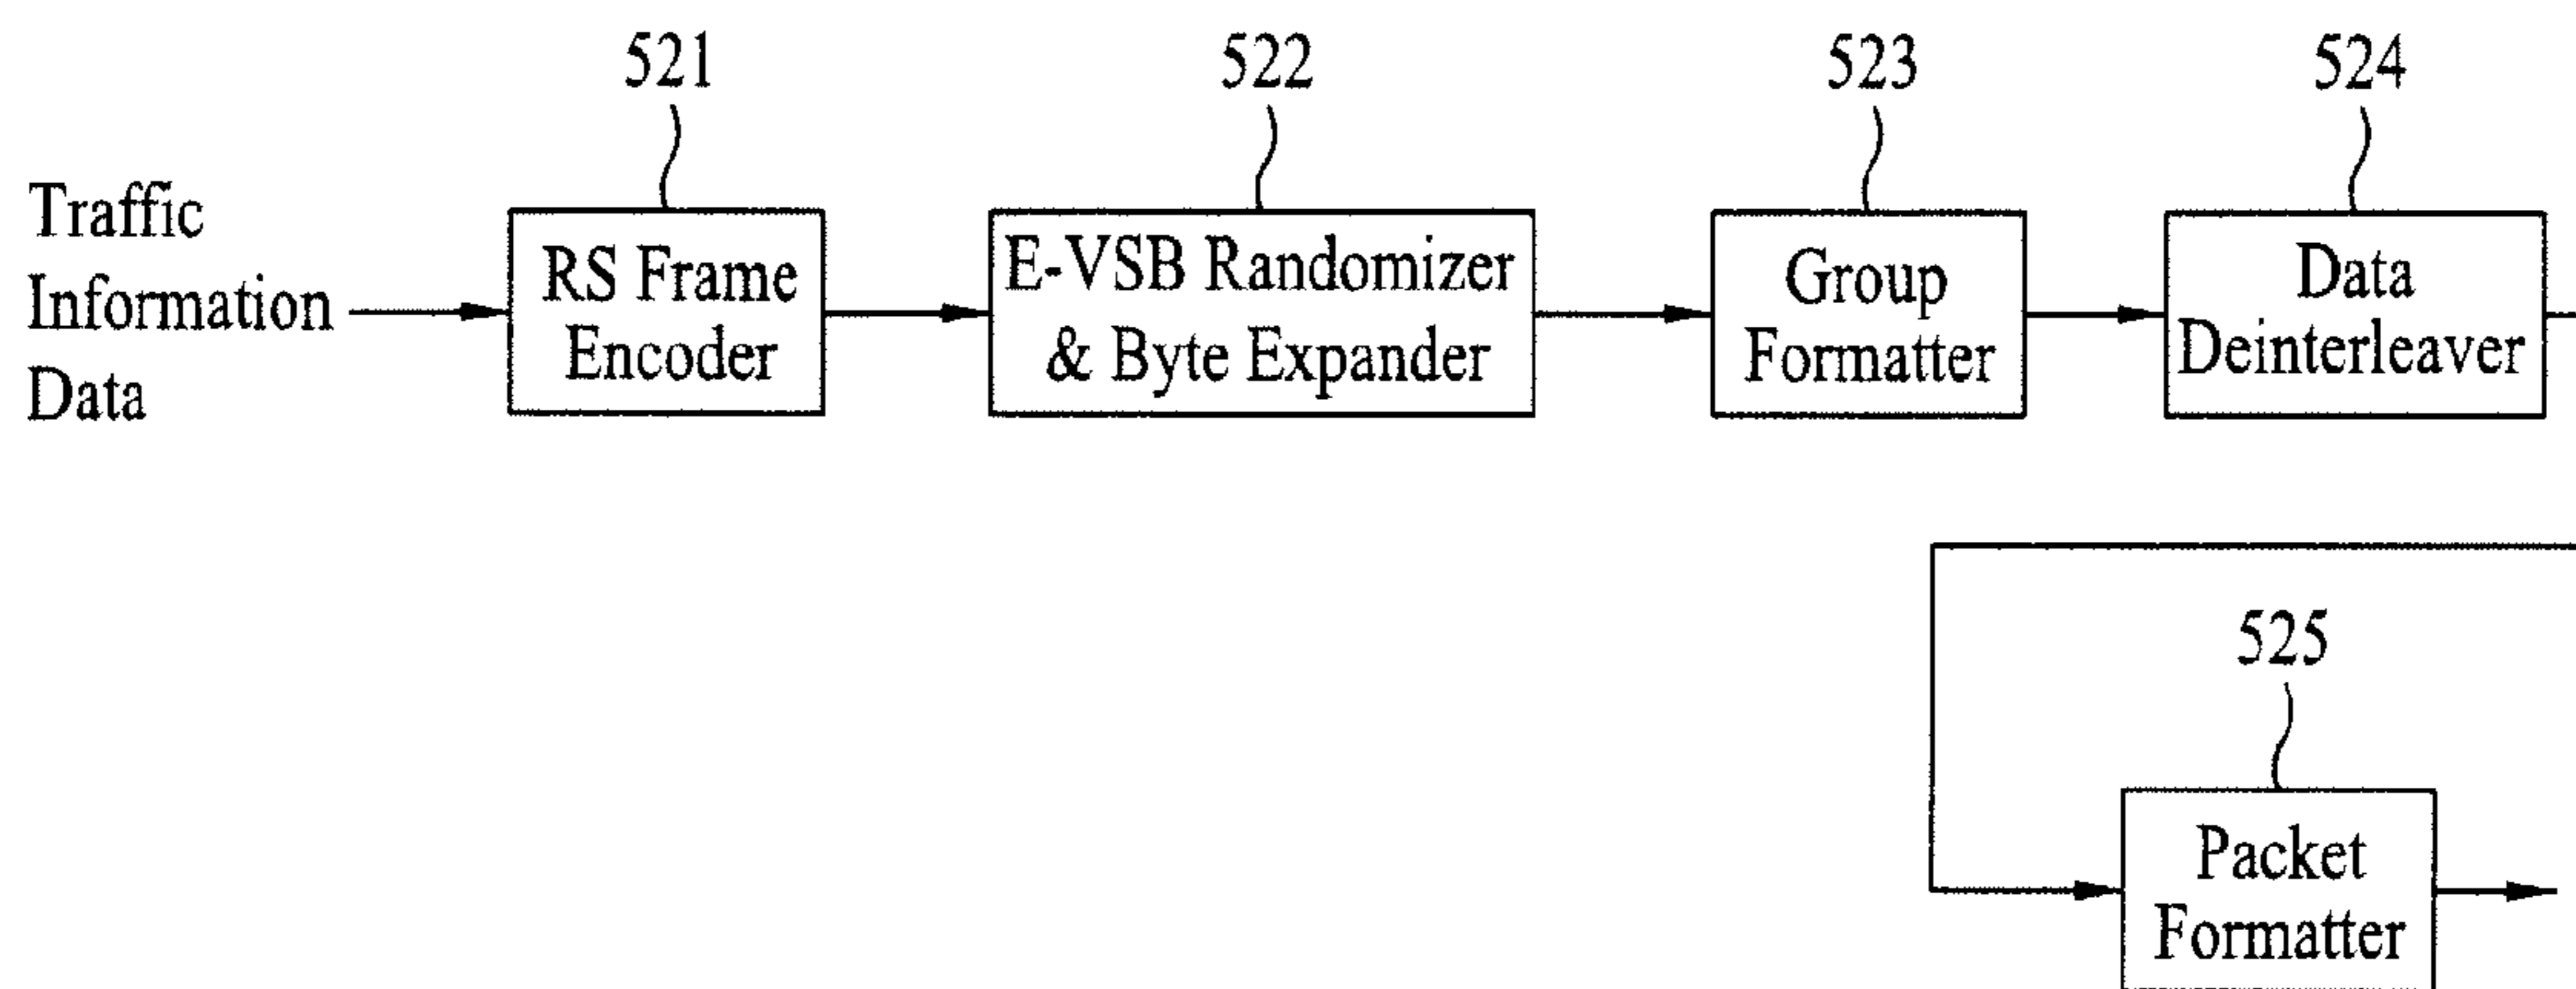 521
522
523
524
Traffic
Information
Data
RS Frame
Encoder
E-VSB Randomizer
& Byte Expander
Group
Formatter
Data
Deinterleaver
525
Packet
Formatter